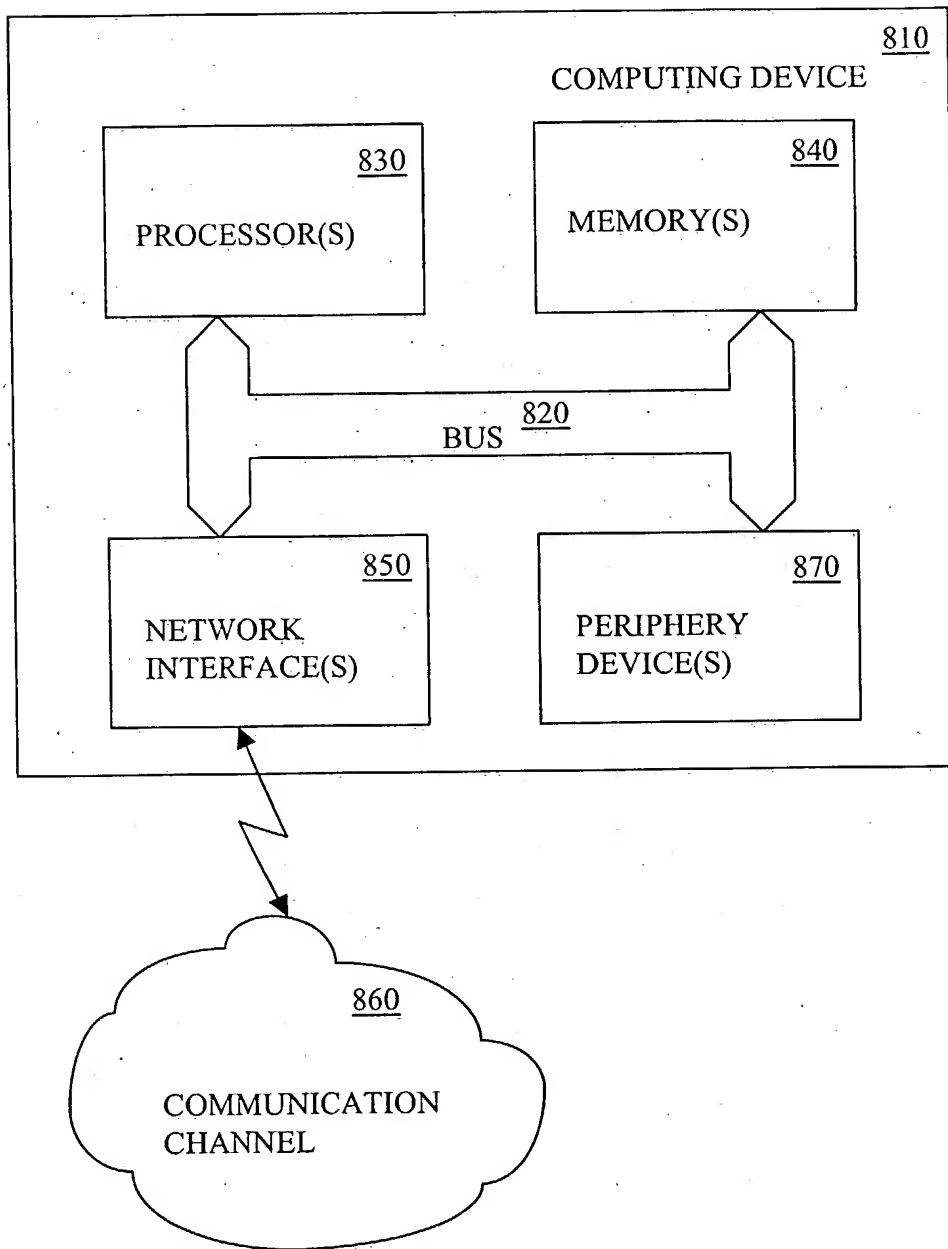 810
COMPUTING DEVICE
830
PROCESSOR(S)
840
MEMORY(S)
820
BUS
850
NETWORK
INTERFACE(S)
870
PERIPHERY
DEVICE(S)
860
COMMUNICATION
CHANNEL